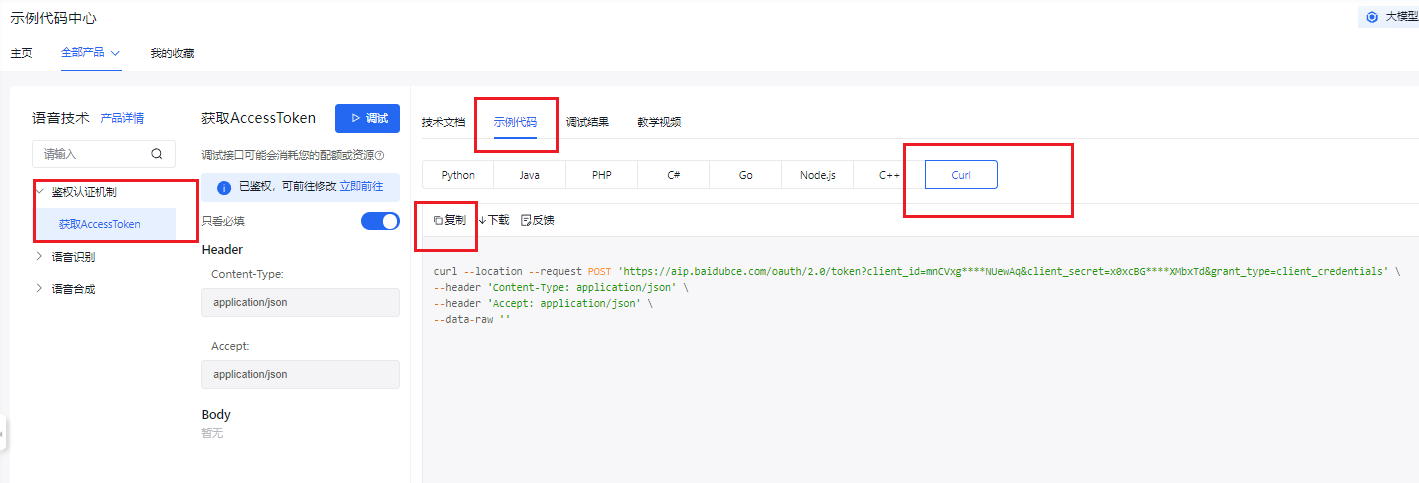 示例代码中心
大模型
主页
全部产品
我的收藏
语音技术 产品详情
请输入
鉴权认证机制
获取AccessToken
语音识别
语音合成
获取AccessToken
调试
调试接口可能会消耗您的配额或资源
已鉴权，可前往修改 立即前往
只看必填
Header
Content-Type:
application/json
Accept:
application/json
Body
暂无
技术文档
示例代码
调试结果
教学视频
Python
Java
PHP
C#
Go
Node.js
C++
Curl
复制
下载
反馈
curl --location --request POST 'https://aip.baidubce.com/oauth/2.0/token?client_id=mnCVxg****NUewAq&client_secret=x0xcBG****XMbxTd&grant_type=client_credentials' \
--header 'Content-Type: application/json' \
--header 'Accept: application/json' \
--data-raw ''